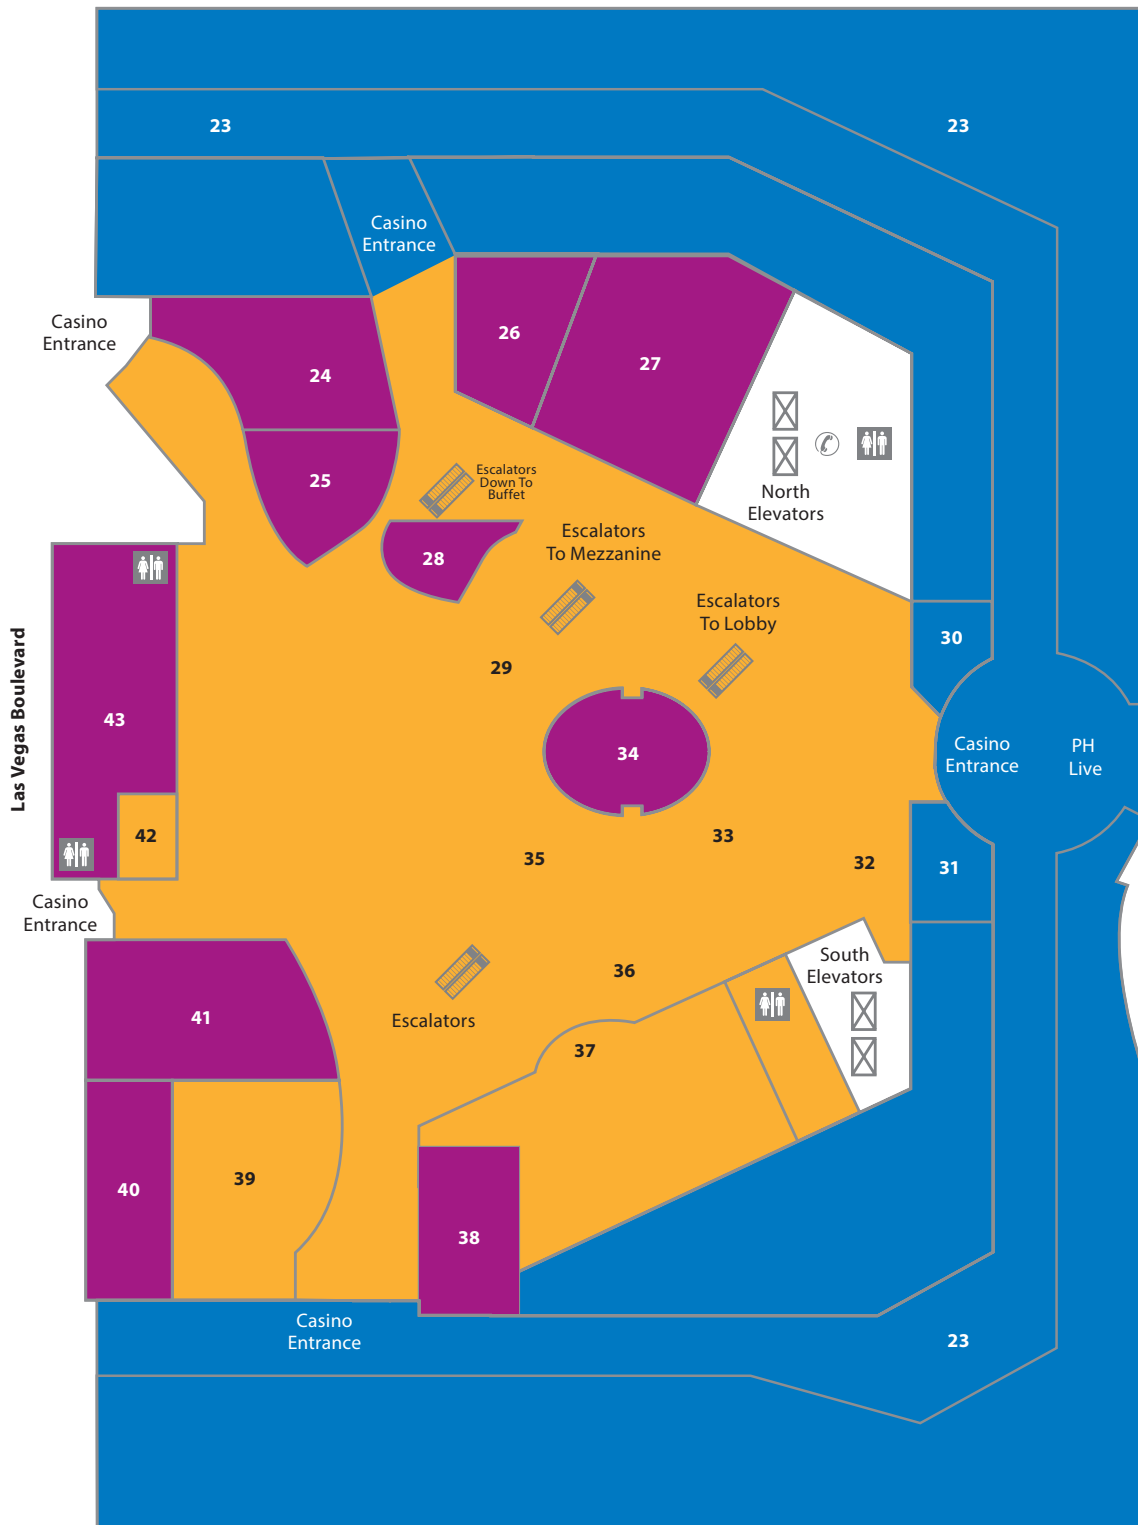 23
23
Casino
Entrance
Casino
Entrance
26
27
24
25
Escalators
Down To
Buffet
North
Elevators
Escalators
To Mezzanine
28
Escalators
To Lobby
30
29
Las Vegas Boulevard
43
34
Casino
Entrance
PH
Live
42
33
35
32
31
Casino
Entrance
South
Elevators
36
41
Escalators
37
39
40
38
Casino
Entrance
23